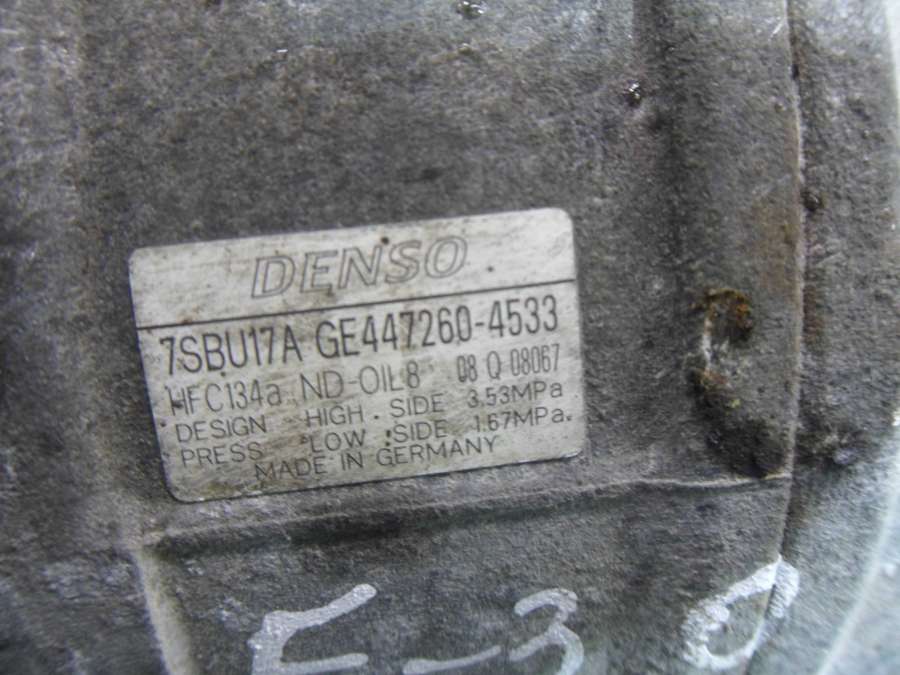 DENSO
7SBU17A GE447260-4533
HFC134a ND-OIL8 08 Q 08067
DESIGN HIGH·SIDE 3.53MPa
PRESS LOW·SIDE 1.67MPa.
MADE IN GERMANY